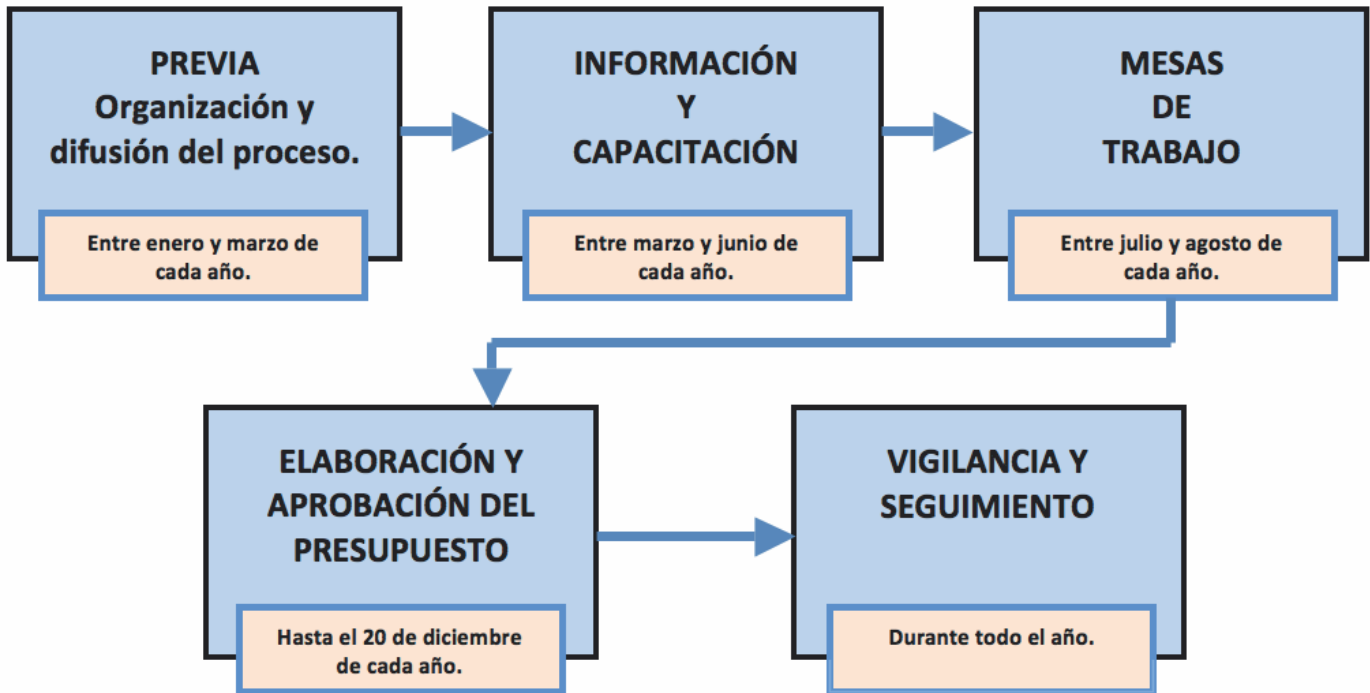 PREVIA
Organización y
difusión del proceso.
Entre enero y marzo de
cada año.
INFORMACIÓN
Y
CAPACITACIÓN
Entre marzo y junio de
cada año.
MESAS
DE
TRABAJO
Entre julio y agosto de
cada año.
ELABORACIÓN Y
APROBACIÓN DEL
PRESUPUESTO
Hasta el 20 de diciembre
de cada año.
VIGILANCIA Y
SEGUIMIENTO
Durante todo el año.